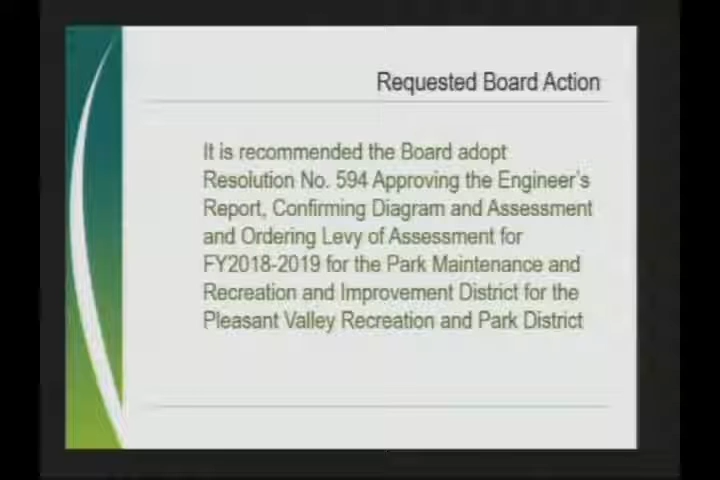 Requested Board Action
It is recommended the Board adopt
Resolution No. 594 Approving the Engineer's
Report, Confirming Diagram and Assessment
and Ordering Levy of Assessment for
FY2018-2019 for the Park Maintenance and
Recreation and Improvement District for the
Pleasant Valley Recreation and Park District